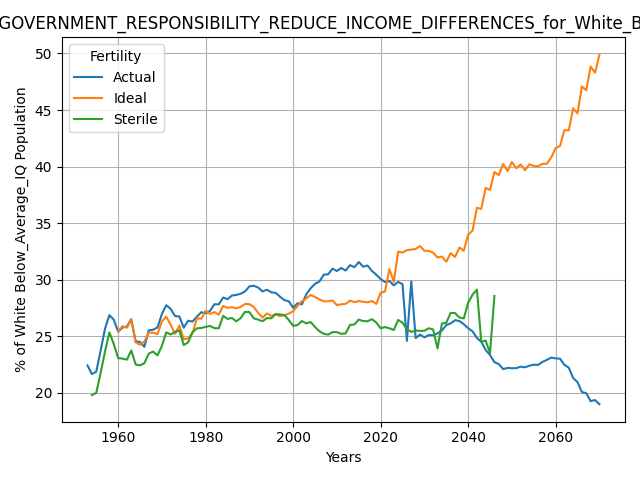 GOVERNMENT_RESPONSIBILITY_REDUCE_INCOME_DIFFERENCES_for_White_B
Fertility
Actual
Ideal
Sterile
% of White Below_Average_IQ Population
50
45
40
35
30
25
20
1960 1980 2000 2020 2040 2060
Years